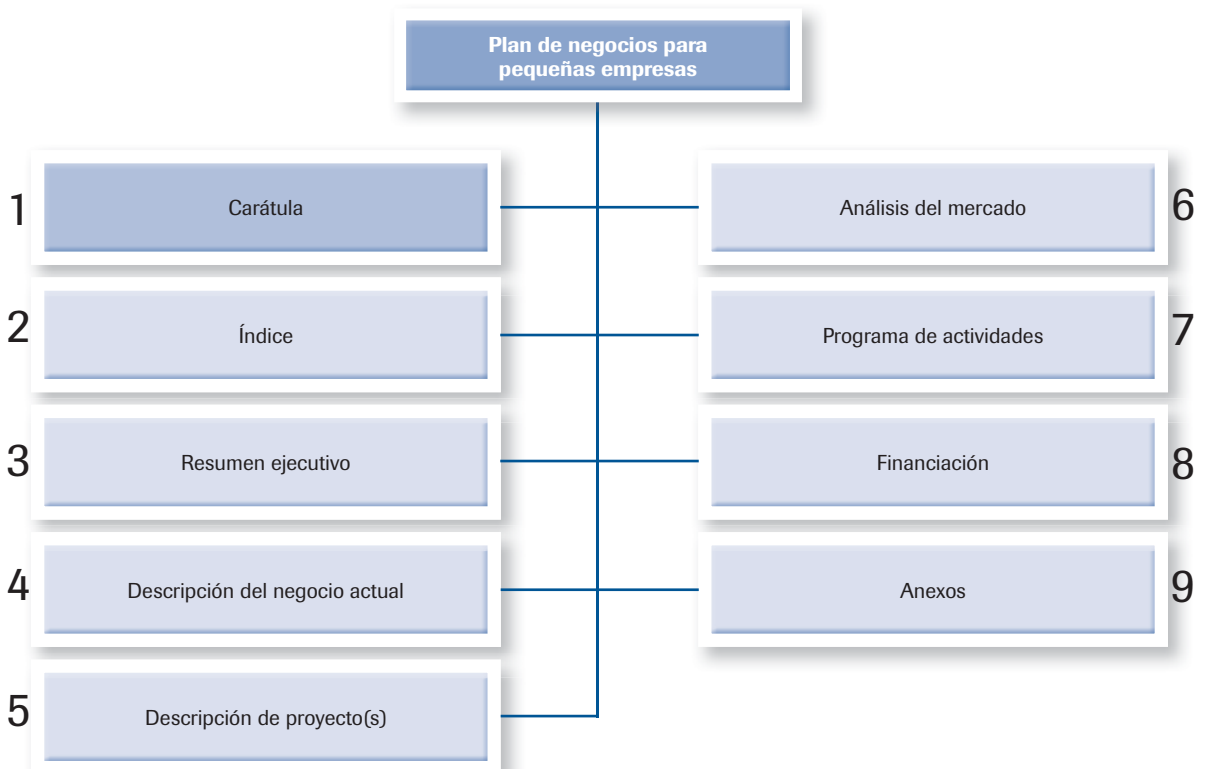 Plan de negocios para
pequeñas empresas
1
Carátula
2
Índice
3
Resumen ejecutivo
4
Descripción del negocio actual
5
Descripción de proyecto(s)
Análisis del mercado
6
Programa de actividades
7
Financiación
8
Anexos
9